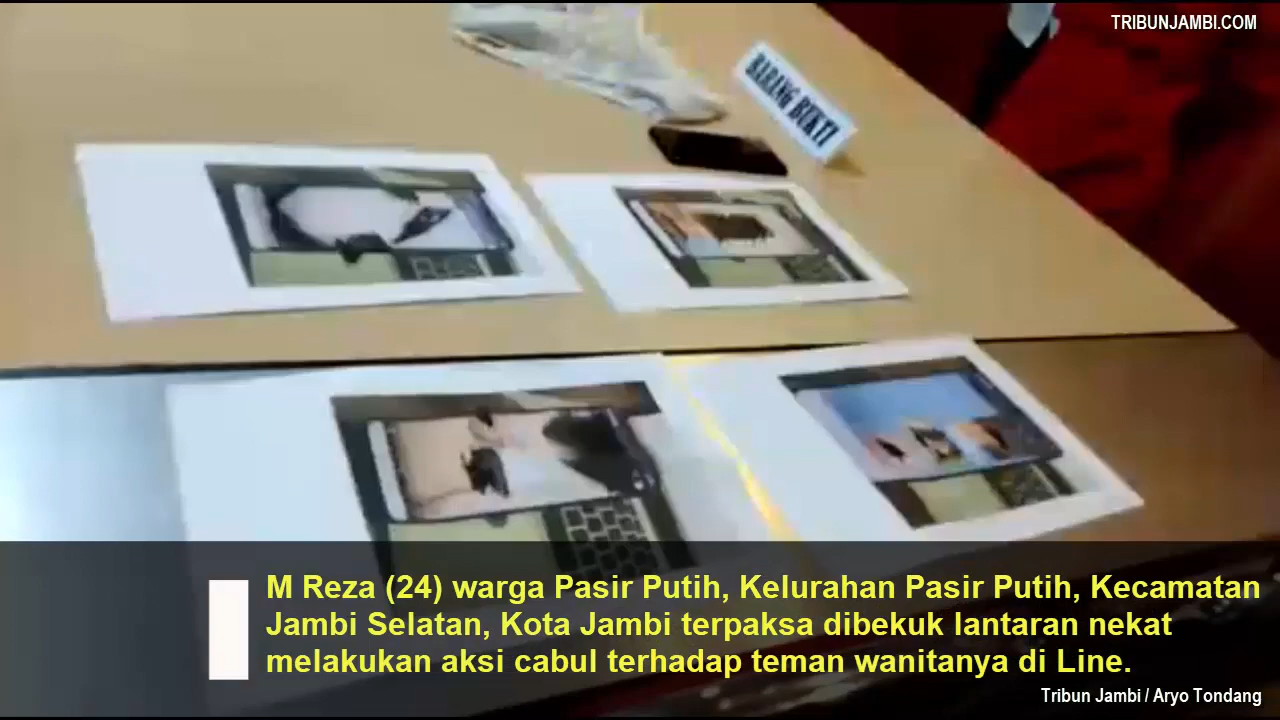 TRIBUNJAMBI.COM
BARANG BUKTI
M Reza (24) warga Pasir Putih, Kelurahan Pasir Putih, Kecamatan
Jambi Selatan, Kota Jambi terpaksa dibekuk lantaran nekat
melakukan aksi cabul terhadap teman wanitanya di Line.
Tribun Jambi / Aryo Tondang